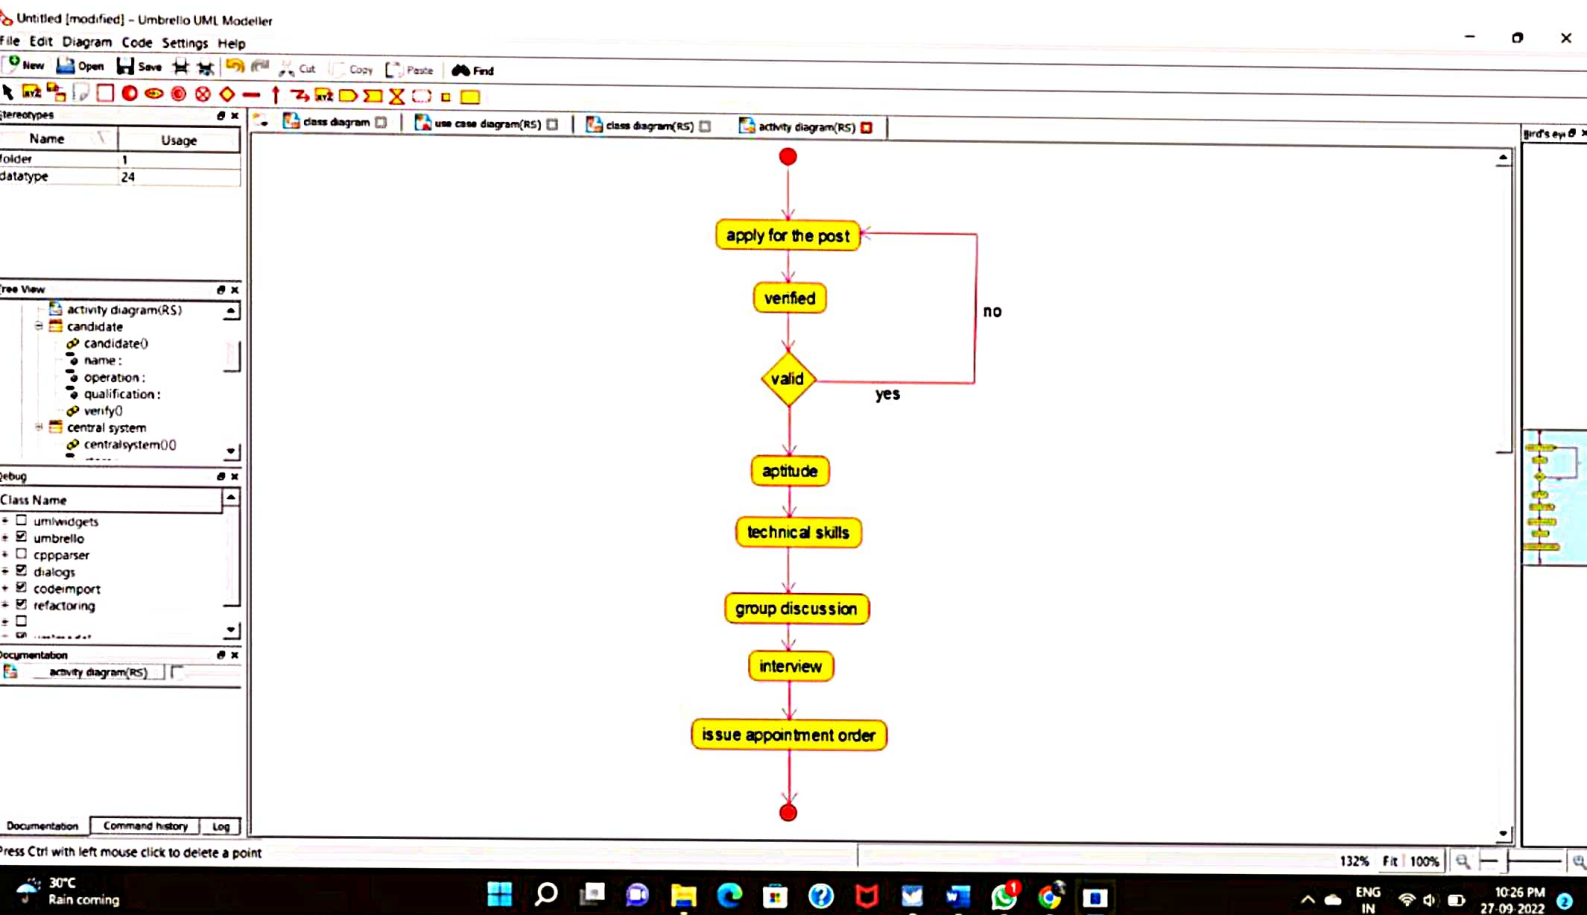 Untitled [modified] - Umbrello UML Modeller
File Edit Diagram Code Settings Help
New Open Save Cut Copy Paste Find
Stereotypes
Name Usage
folder 1
datatype 24
class diagram use case diagram(RS) class diagram(RS) activity diagram(RS)
Bird's ey
Tree View
activity diagram(RS)
candidate
candidate()
name :
operation :
qualification :
verify()
central system
centralsystem()()
Debug
Class Name
umlwidgets
umbrello
cppparser
dialogs
codeimport
refactoring
Documentation
activity diagram(RS)
Documentation Command history Log
apply for the post
verified
no
valid
yes
aptitude
technical skills
group discussion
interview
issue appointment order
Press Ctrl with left mouse click to delete a point
132% Fit 100%
30°C
Rain coming
1
ENG
IN
10:26 PM
27-09-2022
2